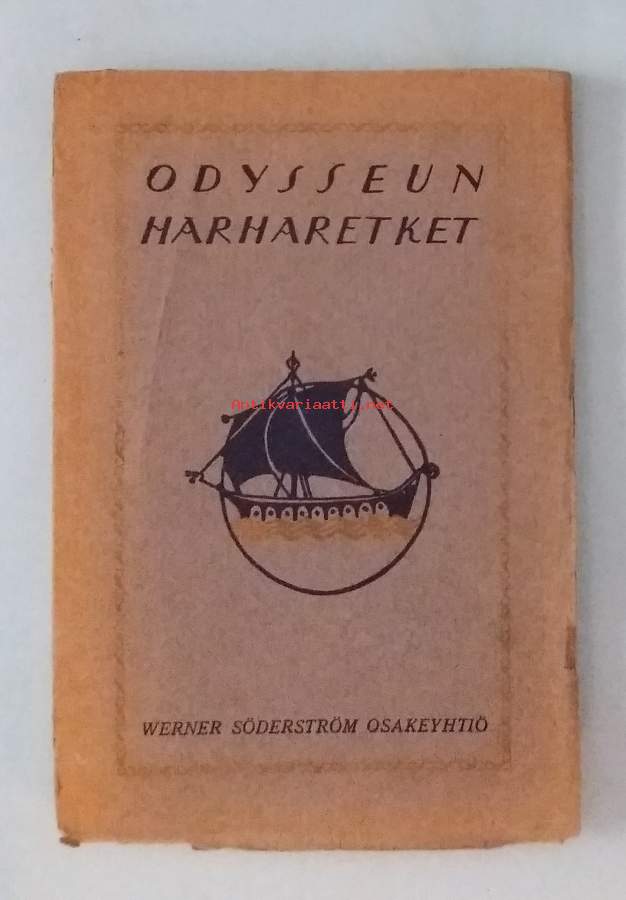 ODYSSEUN
HARHARETKET
Antikvariaatti.net
WERNER SÖDERSTRÖM OSAKEYHTIÖ